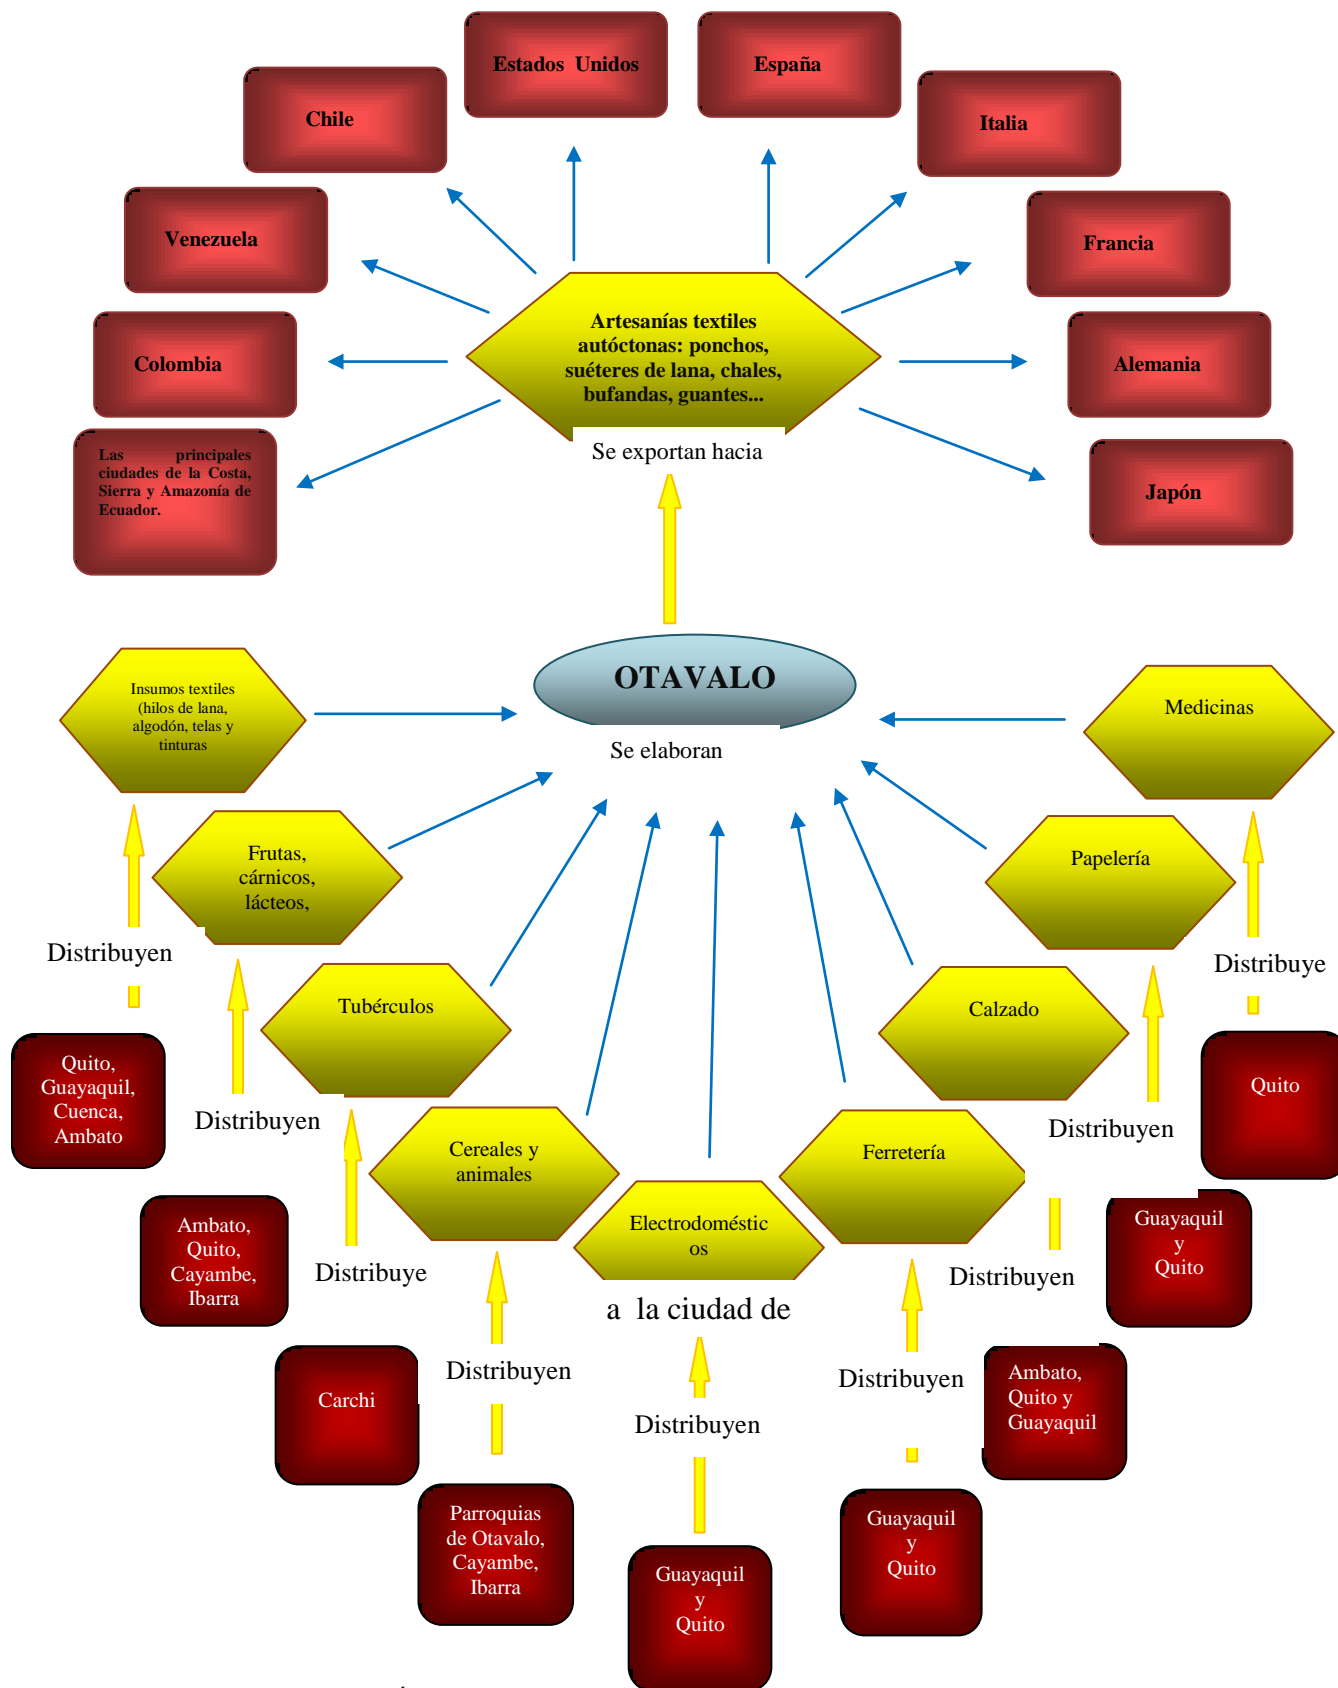 Estados Unidos
España
Chile
Italia
Venezuela
Francia
Colombia
Artesanías textiles
autóctonas: ponchos,
suéteres de lana, chales,
bufandas, guantes...
Alemania
Se exportan hacia
Las principales
ciudades de la Costa,
Sierra y Amazonía de
Ecuador.
Japón
OTAVALO
Se elaboran
Insumos textiles
(hilos de lana,
algodón, telas y
tinturas
Medicinas
Frutas,
cárnicos,
lácteos,
Papelería
Distribuyen
Distribuye
Tubérculos
Calzado
Quito,
Guayaquil,
Cuenca,
Ambato
Quito
Distribuyen
Distribuyen
Cereales y
animales
Ferretería
Electrodoméstic
os
Ambato,
Quito,
Cayambe,
Ibarra
Guayaquil
y
Quito
Distribuye
Distribuyen
a la ciudad de
Distribuyen
Distribuyen
Distribuyen
Carchi
Ambato,
Quito y
Guayaquil
Parroquias
de Otavalo,
Cayambe,
Ibarra
Guayaquil
y
Quito
Guayaquil
y
Quito